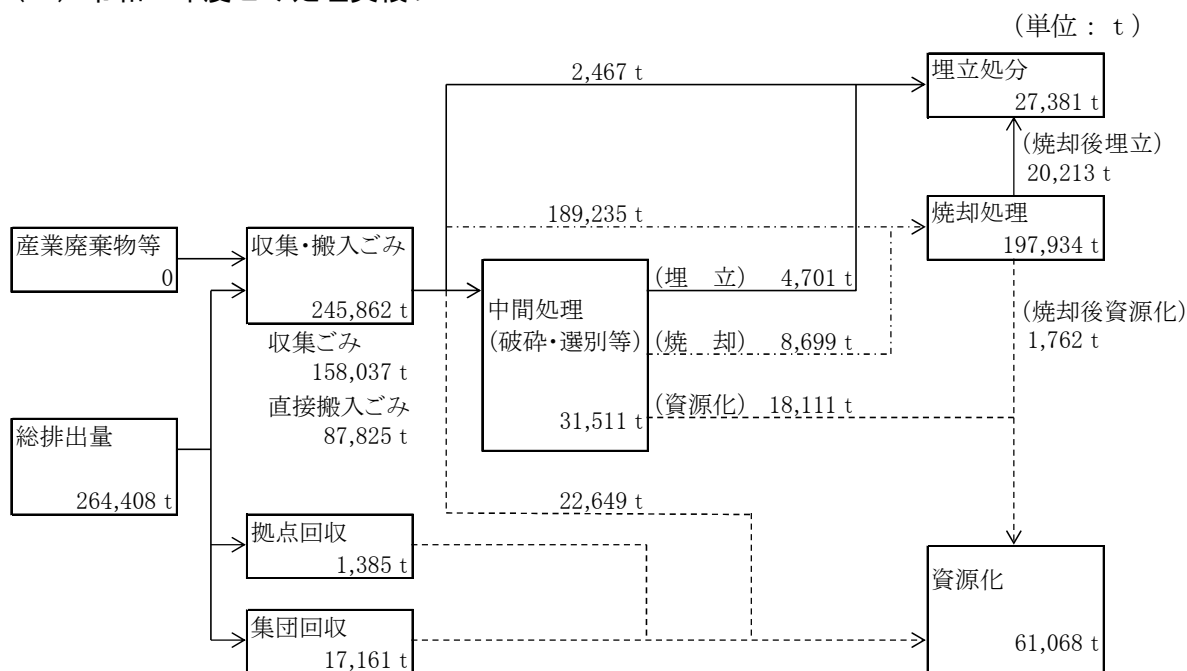 (単位：ｔ)
2,467 t
埋立処分
27,381 t
(焼却後埋立)
20,213 t
189,235 t
焼却処理
197,934 t
産業廃棄物等
0
収集・搬入ごみ
245,862 t
収集ごみ
158,037 t
直接搬入ごみ
87,825 t
中間処理
(破砕・選別等)
31,511 t
(埋　立)　4,701 t
(焼　却)　8,699 t
(資源化) 18,111 t
(焼却後資源化)
1,762 t
総排出量
264,408 t
22,649 t
拠点回収
1,385 t
集団回収
17,161 t
資源化
61,068 t